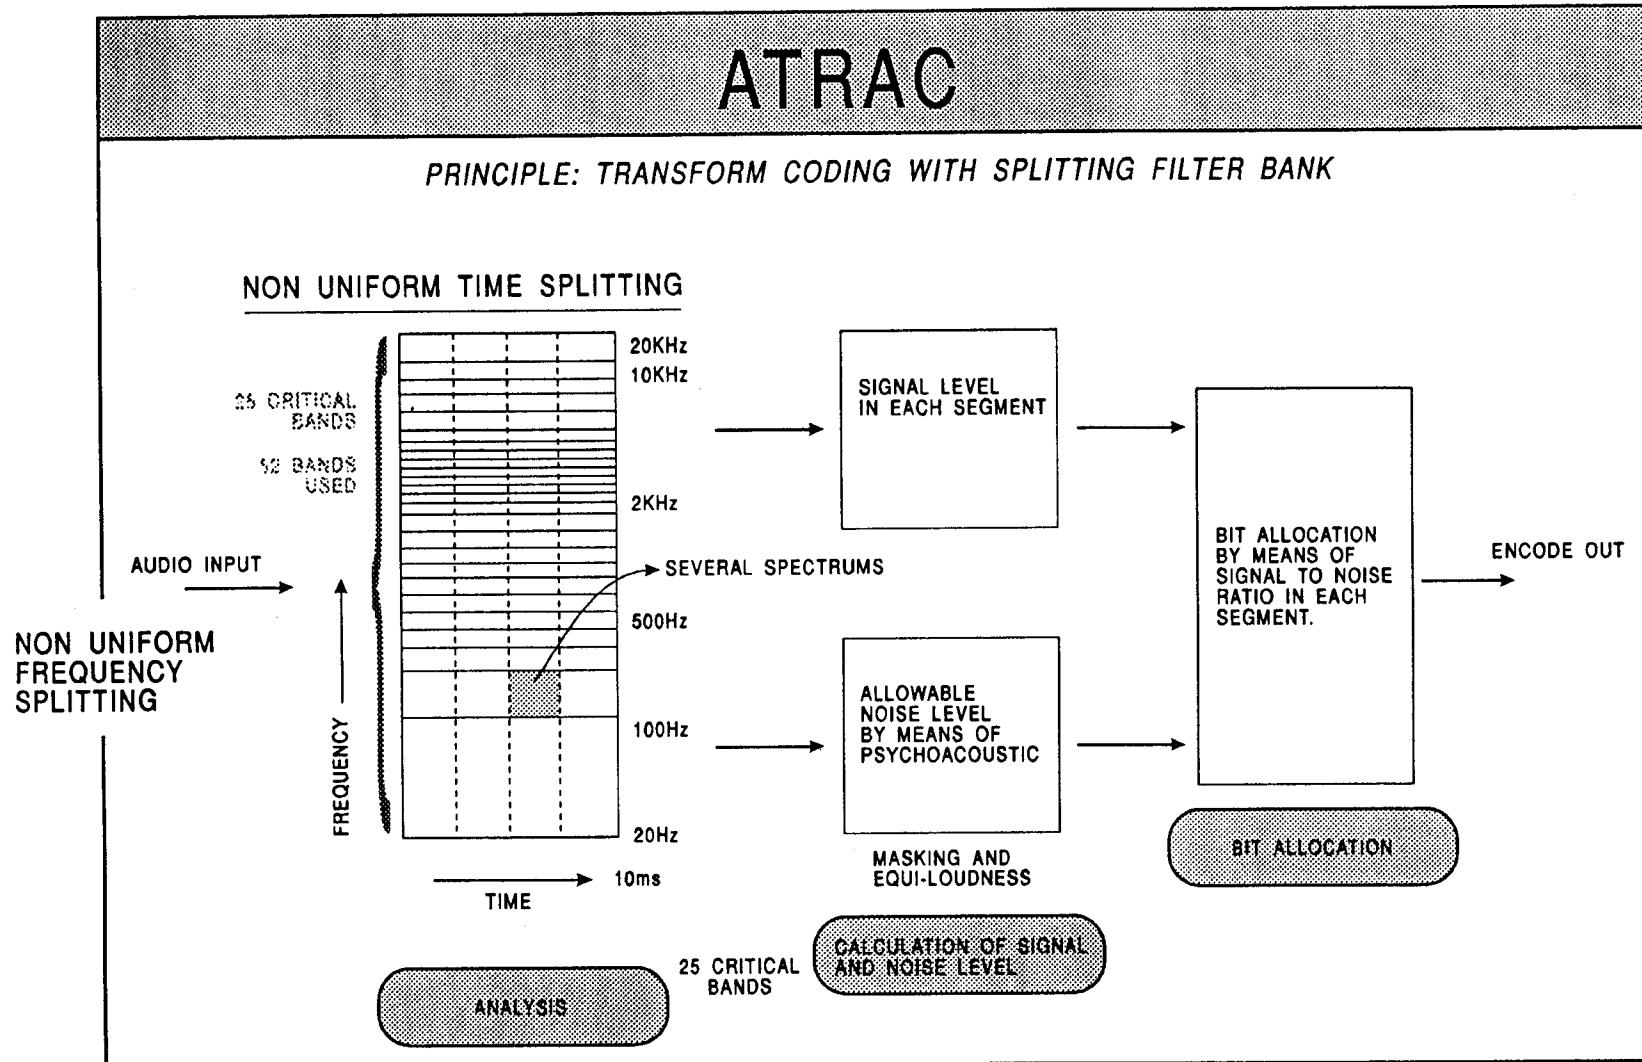 ATRAC
PRINCIPLE: TRANSFORM CODING WITH SPLITTING FILTER BANK
NON UNIFORM TIME SPLITTING
25 CRITICAL
BANDS
52 BANDS
USED
AUDIO INPUT
NON UNIFORM
FREQUENCY
SPLITTING
FREQUENCY
20KHz
10KHz
2KHz
500Hz
100Hz
20Hz
10ms
TIME
SEVERAL SPECTRUMS
SIGNAL LEVEL
IN EACH SEGMENT
ALLOWABLE
NOISE LEVEL
BY MEANS OF
PSYCHOACOUSTIC
MASKING AND
EQUI-LOUDNESS
BIT ALLOCATION
BY MEANS OF
SIGNAL TO NOISE
RATIO IN EACH
SEGMENT.
ENCODE OUT
BIT ALLOCATION
25 CRITICAL
BANDS
CALCULATION OF SIGNAL
AND NOISE LEVEL
ANALYSIS